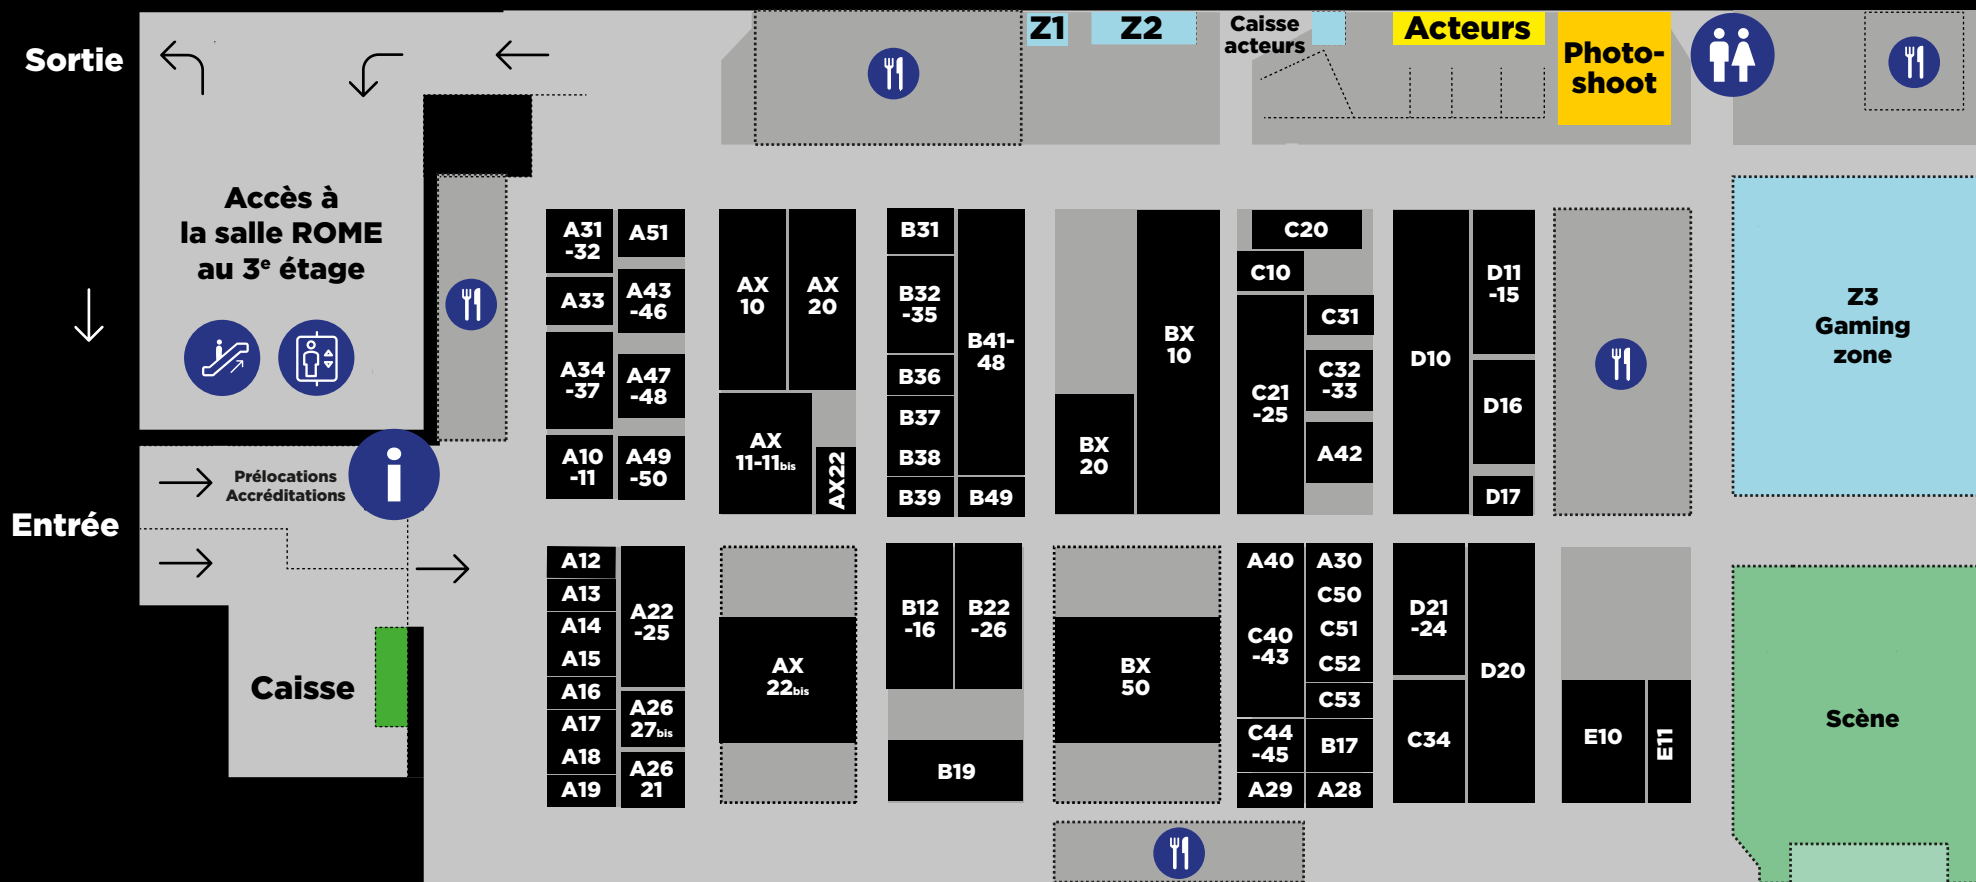 Sortie
Z1
Z2
Caisse
acteurs
Acteurs
Photo-
shoot
Accès à
la salle ROME
au 3e étage
A31
-32
A51
A33
A43
-46
A34
-37
A47
-48
A10
-11
A49
-50
AX
10
AX
20
AX
11-11bis
AX22
B31
B32
-35
B36
B37
B38
B39
B41-
48
B49
BX
10
BX
20
C20
C10
C31
C21
-25
C32
-33
A42
D10
D11
-15
D16
D17
Z3
Gaming
zone
i
Prélocations
Accréditations
Entrée
Caisse
A12
A13
A14
A15
A16
A17
A18
A19
A22
-25
A26
27bis
A26
21
AX
22bis
B12
-16
B22
-26
B19
BX
50
A40
C40
-43
C44
-45
A29
A30
C50
C51
C52
C53
B17
A28
D21
-24
C34
D20
E10
E11
Scène